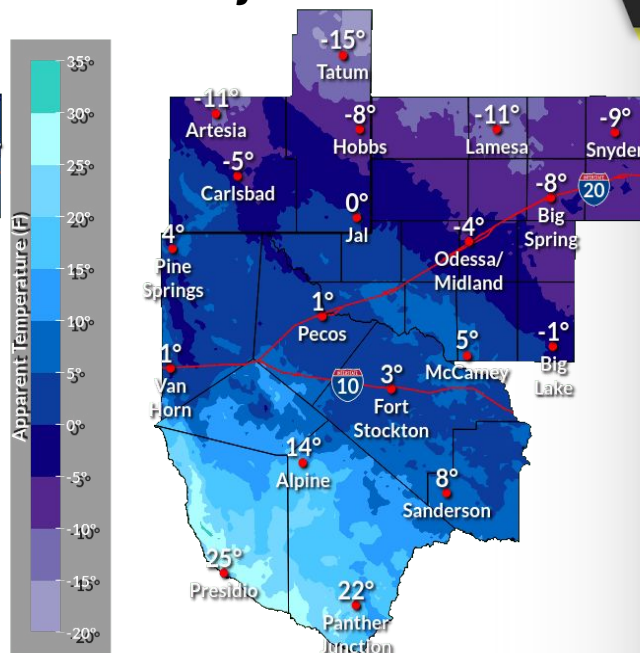 Apparent Temperature (F)
35°
30°
25°
20°
15°
10°
5°
0°
-5°
-10°
-15°
-20°
-15°
Tatum
-11°
Artesia
-8°
Hobbs
-11°
Lamesa
-9°
Snyder
-5°
Carlsbad
-8°
Big
Spring
20
0°
Jal
-4°
Odessa/
Midland
4°
Pine
Springs
1°
Pecos
5°
McCamey
-1°
Big
Lake
1°
Van
Horn
10
3°
Fort
Stockton
14°
Alpine
8°
Sanderson
25°
Presidio
22°
Panther
Junction